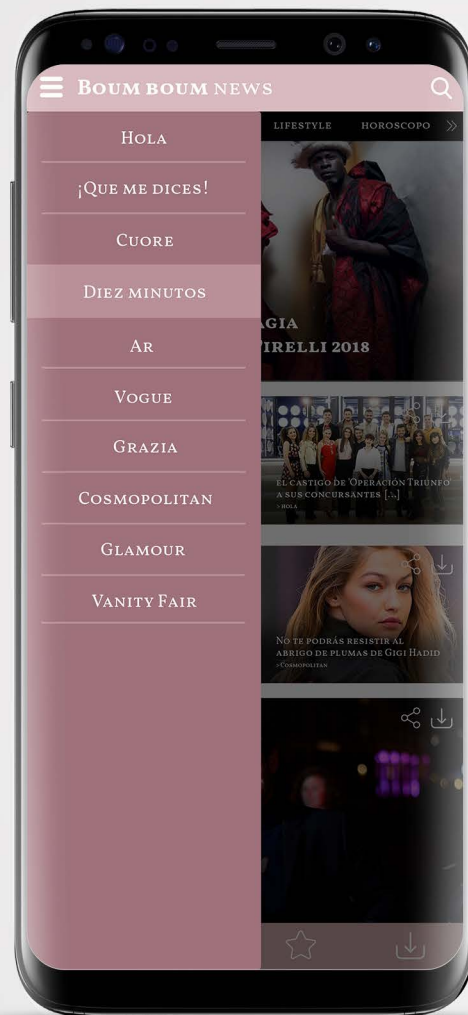 BOUM BOUM NEWS
HOLA
¡QUE ME DICES!
CUORE
DIEZ MINUTOS
AR
VOGUE
GRAZIA
COSMOPOLITAN
GLAMOUR
VANITY FAIR
LIFESTYLE HOROSCOPO »
AGIA
PIRELLI 2018
EL CASTIGO DE 'OPERACIÓN TRIUNFO'
A SUS CONCURSANTES [...]
» HOLA
NO TE PODRÁS RESISTIR AL
ABRIGO DE PLUMAS DE GIGI HADID
» COSMOPOLITAN